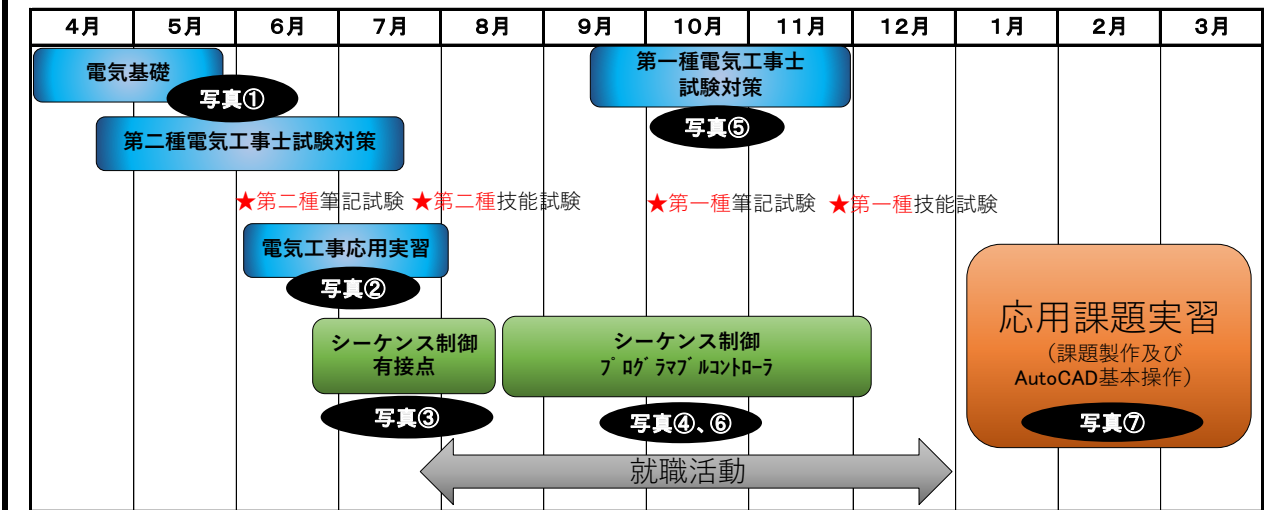 4月 5月 6月 7月 8月 9月 10月 11月 12月 1月 2月 3月
電気基礎
写真①
第二種電気工事士試験対策
第一種電気工事士
試験対策
写真⑤
★第二種筆記試験 ★第二種技能試験 ★第一種筆記試験 ★第一種技能試験
電気工事応用実習
写真②
シーケンス制御
有接点
写真③
シーケンス制御
ﾌﾟﾛｸﾞﾗﾏﾌﾞﾙｺﾝﾄﾛｰﾗ
写真④、⑥
就職活動
応用課題実習
（課題製作及び
AutoCAD基本操作）
写真⑦